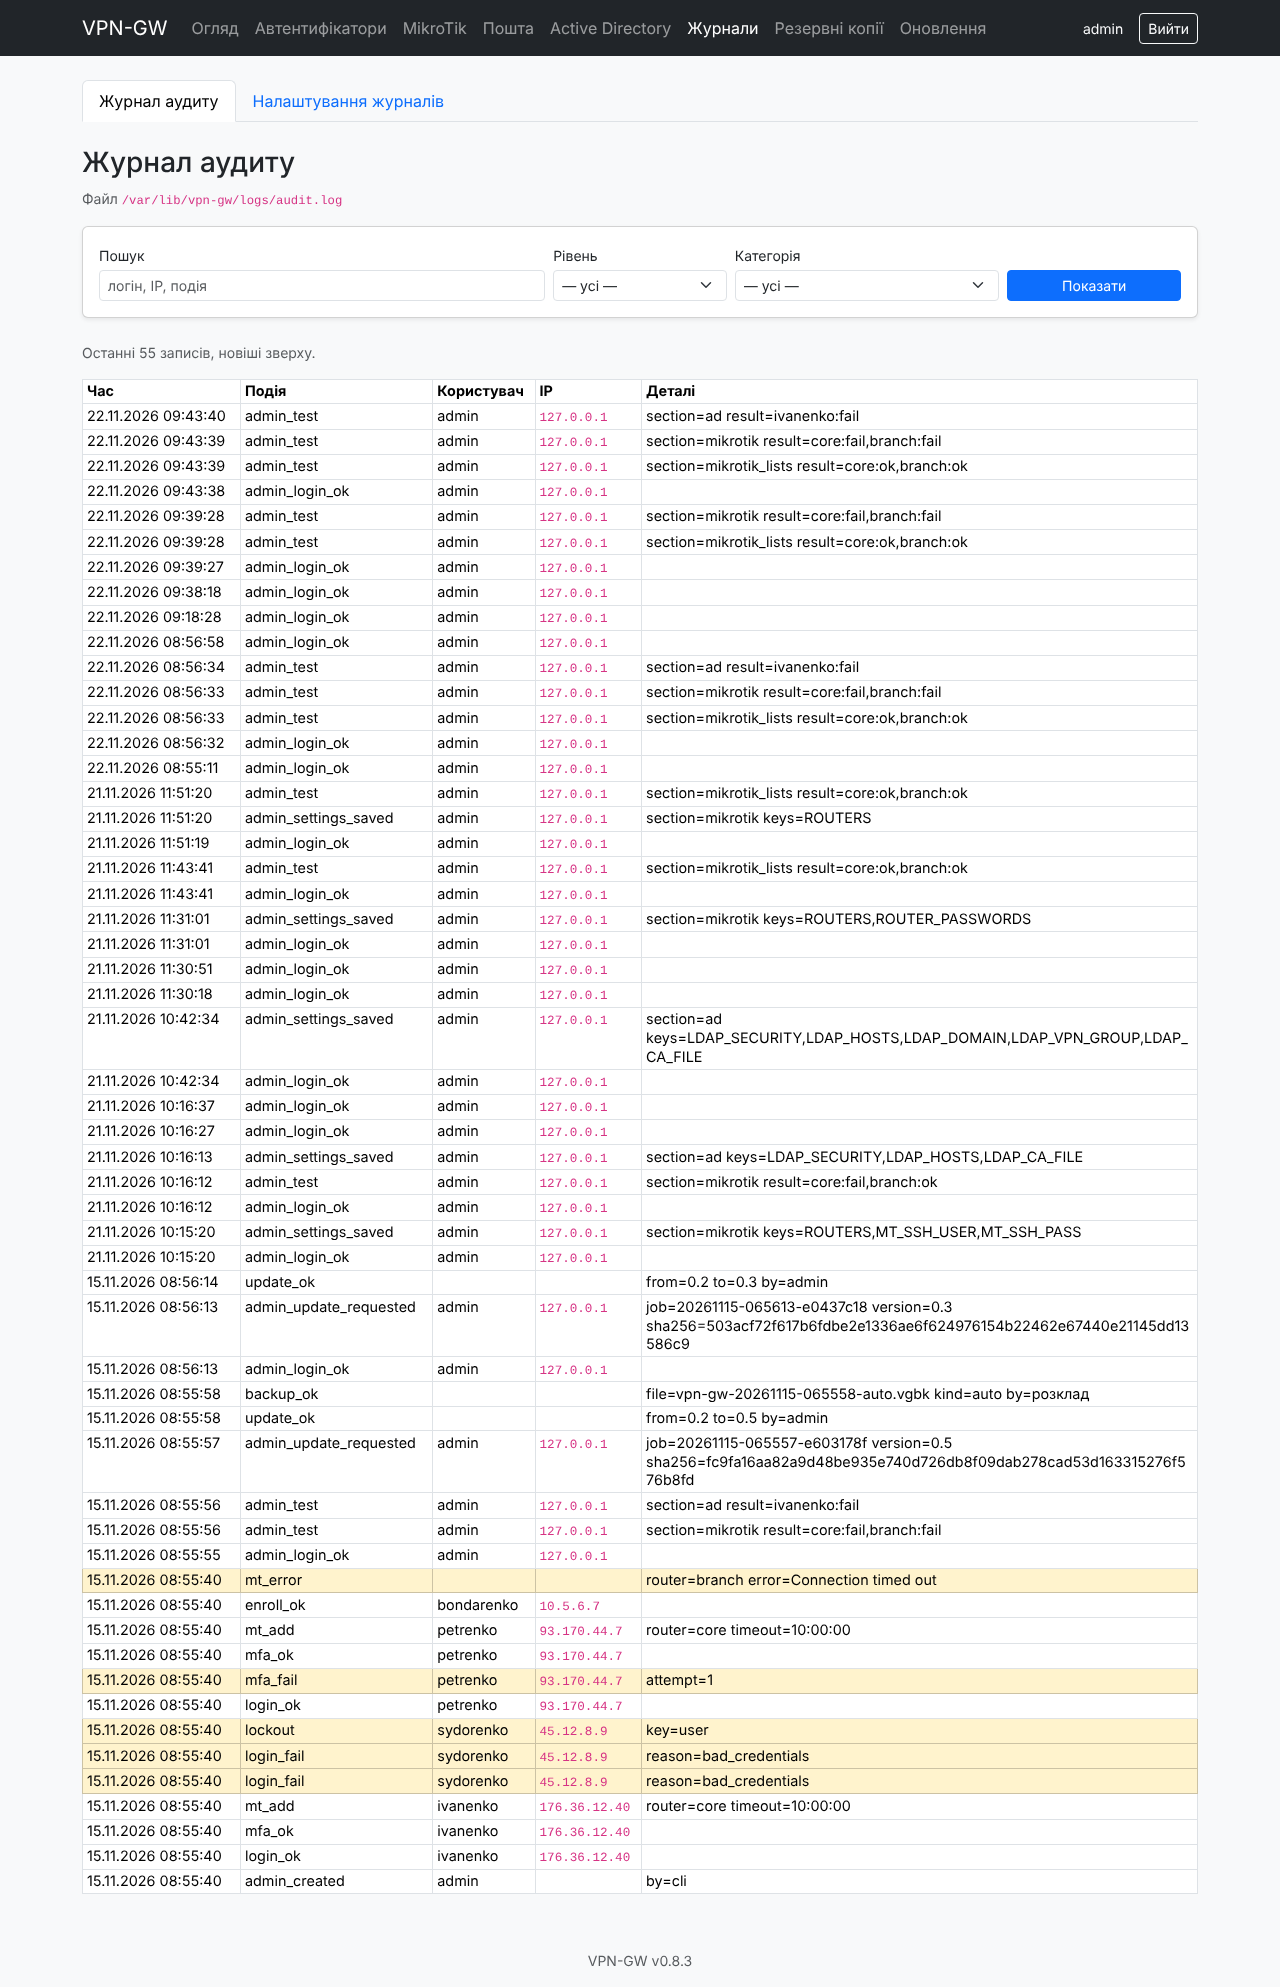 VPN-GW Огляд Автентифікатори MikroTik Пошта Active Directory Журнали Резервні копії Оновлення admin Вийти
Журнал аудиту Налаштування журналів
Журнал аудиту
Файл /var/lib/vpn-gw/logs/audit.log
Пошук Рівень Категорія
логін, IP, подія — усі — — усі — Показати
Останні 55 записів, новіші зверху.
Час Подія Користувач IP Деталі
22.11.2026 09:43:40 admin_test admin 127.0.0.1 section=ad result=ivanenko:fail
22.11.2026 09:43:39 admin_test admin 127.0.0.1 section=mikrotik result=core:fail,branch:fail
22.11.2026 09:43:39 admin_test admin 127.0.0.1 section=mikrotik_lists result=core:ok,branch:ok
22.11.2026 09:43:38 admin_login_ok admin 127.0.0.1
22.11.2026 09:39:28 admin_test admin 127.0.0.1 section=mikrotik result=core:fail,branch:fail
22.11.2026 09:39:28 admin_test admin 127.0.0.1 section=mikrotik_lists result=core:ok,branch:ok
22.11.2026 09:39:27 admin_login_ok admin 127.0.0.1
22.11.2026 09:38:18 admin_login_ok admin 127.0.0.1
22.11.2026 09:18:28 admin_login_ok admin 127.0.0.1
22.11.2026 08:56:58 admin_login_ok admin 127.0.0.1
22.11.2026 08:56:34 admin_test admin 127.0.0.1 section=ad result=ivanenko:fail
22.11.2026 08:56:33 admin_test admin 127.0.0.1 section=mikrotik result=core:fail,branch:fail
22.11.2026 08:56:33 admin_test admin 127.0.0.1 section=mikrotik_lists result=core:ok,branch:ok
22.11.2026 08:56:32 admin_login_ok admin 127.0.0.1
22.11.2026 08:55:11 admin_login_ok admin 127.0.0.1
21.11.2026 11:51:20 admin_test admin 127.0.0.1 section=mikrotik_lists result=core:ok,branch:ok
21.11.2026 11:51:20 admin_settings_saved admin 127.0.0.1 section=mikrotik keys=ROUTERS
21.11.2026 11:51:19 admin_login_ok admin 127.0.0.1
21.11.2026 11:43:41 admin_test admin 127.0.0.1 section=mikrotik_lists result=core:ok,branch:ok
21.11.2026 11:43:41 admin_login_ok admin 127.0.0.1
21.11.2026 11:31:01 admin_settings_saved admin 127.0.0.1 section=mikrotik keys=ROUTERS,ROUTER_PASSWORDS
21.11.2026 11:31:01 admin_login_ok admin 127.0.0.1
21.11.2026 11:30:51 admin_login_ok admin 127.0.0.1
21.11.2026 11:30:18 admin_login_ok admin 127.0.0.1
21.11.2026 10:42:34 admin_settings_saved admin 127.0.0.1 section=ad
keys=LDAP_SECURITY,LDAP_HOSTS,LDAP_DOMAIN,LDAP_VPN_GROUP,LDAP_
CA_FILE
21.11.2026 10:42:34 admin_login_ok admin 127.0.0.1
21.11.2026 10:16:37 admin_login_ok admin 127.0.0.1
21.11.2026 10:16:27 admin_login_ok admin 127.0.0.1
21.11.2026 10:16:13 admin_settings_saved admin 127.0.0.1 section=ad keys=LDAP_SECURITY,LDAP_HOSTS,LDAP_CA_FILE
21.11.2026 10:16:12 admin_test admin 127.0.0.1 section=mikrotik result=core:fail,branch:ok
21.11.2026 10:16:12 admin_login_ok admin 127.0.0.1
21.11.2026 10:15:20 admin_settings_saved admin 127.0.0.1 section=mikrotik keys=ROUTERS,MT_SSH_USER,MT_SSH_PASS
21.11.2026 10:15:20 admin_login_ok admin 127.0.0.1
15.11.2026 08:56:14 update_ok from=0.2 to=0.3 by=admin
15.11.2026 08:56:13 admin_update_requested admin 127.0.0.1 job=20261115-065613-e0437c18 version=0.3
sha256=503acf72f617b6fdbe2e1336ae6f624976154b22462e67440e21145dd13
586c9
15.11.2026 08:56:13 admin_login_ok admin 127.0.0.1
15.11.2026 08:55:58 backup_ok file=vpn-gw-20261115-065558-auto.vgbk kind=auto by=розклад
15.11.2026 08:55:58 update_ok from=0.2 to=0.5 by=admin
15.11.2026 08:55:57 admin_update_requested admin 127.0.0.1 job=20261115-065557-e603178f version=0.5
sha256=fc9fa16aa82a9d48be935e740d726db8f09dab278cad53d163315276f5
76b8fd
15.11.2026 08:55:56 admin_test admin 127.0.0.1 section=ad result=ivanenko:fail
15.11.2026 08:55:56 admin_test admin 127.0.0.1 section=mikrotik result=core:fail,branch:fail
15.11.2026 08:55:55 admin_login_ok admin 127.0.0.1
15.11.2026 08:55:40 mt_error router=branch error=Connection timed out
15.11.2026 08:55:40 enroll_ok bondarenko 10.5.6.7
15.11.2026 08:55:40 mt_add petrenko 93.170.44.7 router=core timeout=10:00:00
15.11.2026 08:55:40 mfa_ok petrenko 93.170.44.7
15.11.2026 08:55:40 mfa_fail petrenko 93.170.44.7 attempt=1
15.11.2026 08:55:40 login_ok petrenko 93.170.44.7
15.11.2026 08:55:40 lockout sydorenko 45.12.8.9 key=user
15.11.2026 08:55:40 login_fail sydorenko 45.12.8.9 reason=bad_credentials
15.11.2026 08:55:40 login_fail sydorenko 45.12.8.9 reason=bad_credentials
15.11.2026 08:55:40 mt_add ivanenko 176.36.12.40 router=core timeout=10:00:00
15.11.2026 08:55:40 mfa_ok ivanenko 176.36.12.40
15.11.2026 08:55:40 login_ok ivanenko 176.36.12.40
15.11.2026 08:55:40 admin_created admin by=cli
VPN-GW v0.8.3